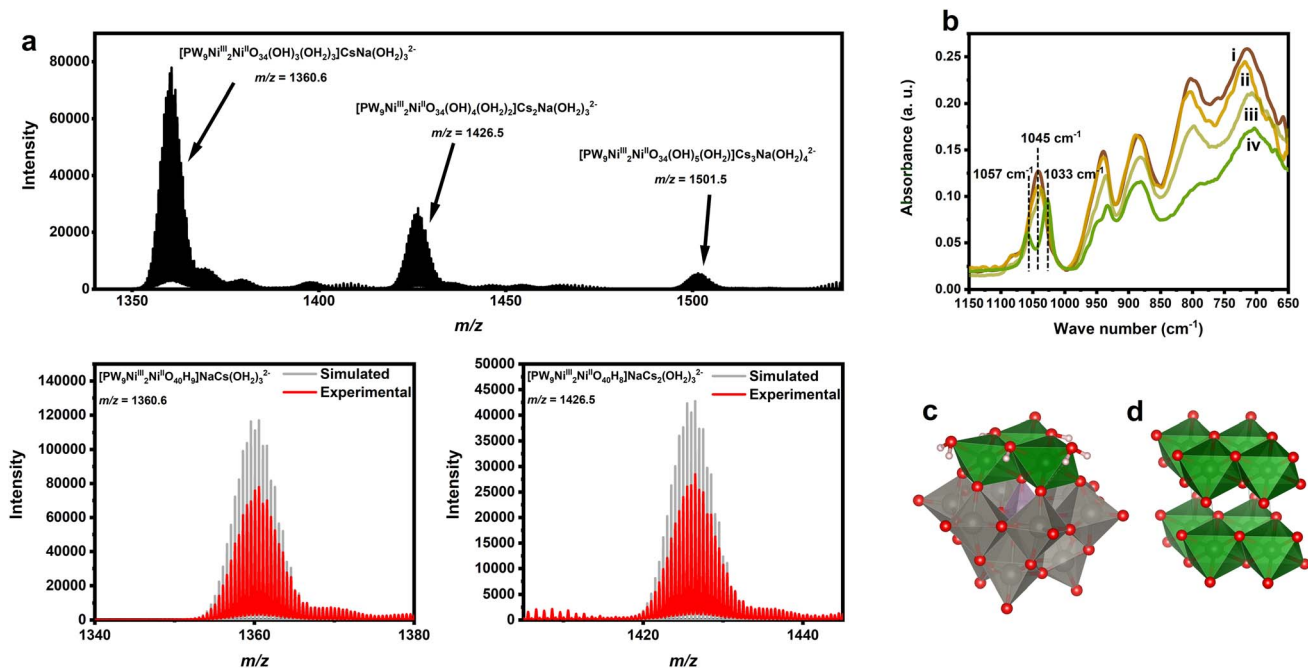 a
[PW₉Niᴵᴵᴵ₂NiᴵᴵO₃₄(OH)₃(OH₂)₃]CsNa(OH₂)₃²⁻
m/z = 1360.6
[PW₉Niᴵᴵᴵ₂NiᴵᴵO₃₄(OH)₄(OH₂)₂]Cs₂Na(OH₂)₃²⁻
m/z = 1426.5
[PW₉Niᴵᴵᴵ₂NiᴵᴵO₃₄(OH)₅(OH₂)]Cs₃Na(OH₂)₄²⁻
m/z = 1501.5
Intensity
80000
60000
40000
20000
0
1350 1400 1450 1500
m/z
b
Absorbance (a. u.)
0.25
0.20
0.15
0.10
0.05
0.00
i
ii
iii
iv
1045 cm⁻¹
1057 cm⁻¹ 1033 cm⁻¹
1150 1100 1050 1000 950 900 850 800 750 700 650
Wave number (cm⁻¹)
[PW₉Niᴵᴵᴵ₂NiᴵᴵO₄₀H₉]NaCs(OH₂)₃²⁻
m/z = 1360.6
Simulated
Experimental
Intensity
140000
120000
100000
80000
60000
40000
20000
0
1340 1360 1380
m/z
[PW₉Niᴵᴵᴵ₂NiᴵᴵO₄₀H₈]NaCs₂(OH₂)₃²⁻
m/z = 1426.5
Simulated
Experimental
Intensity
50000
45000
40000
35000
30000
25000
20000
15000
10000
5000
0
1420 1440
m/z
c
d